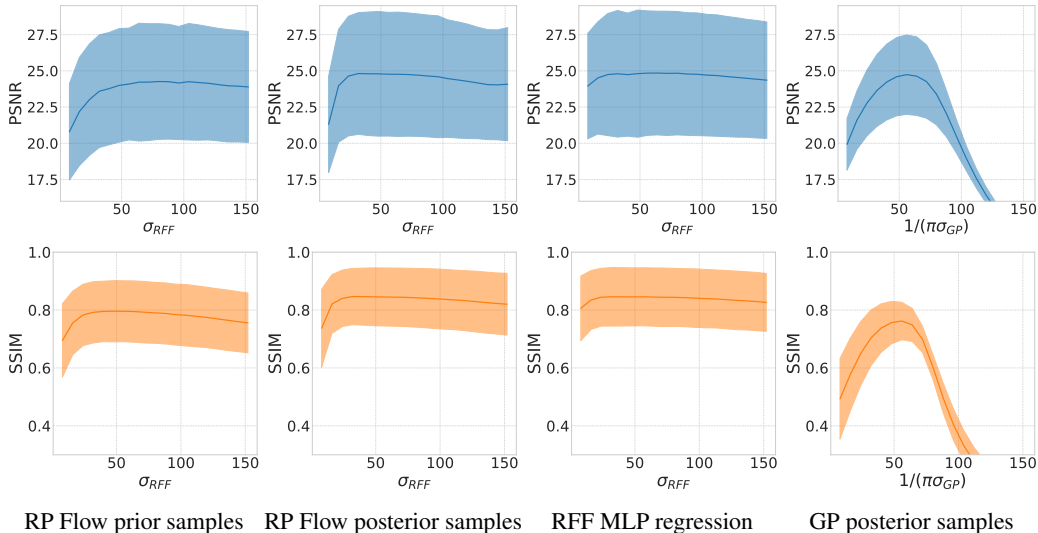 27.5 27.5 27.5 27.5
25.0 25.0 25.0 25.0
PSNR 22.5 PSNR 22.5 PSNR 22.5 PSNR 22.5
20.0 20.0 20.0 20.0
17.5 17.5 17.5 17.5
50 100 150 50 100 150 50 100 150 50 100 150
σ_RFF σ_RFF σ_RFF 1/(πσ_GP)
1.0 1.0 1.0 1.0
0.8 0.8 0.8 0.8
SSIM SSIM SSIM SSIM
0.6 0.6 0.6 0.6
0.4 0.4 0.4 0.4
50 100 150 50 100 150 50 100 150 50 100 150
σ_RFF σ_RFF σ_RFF 1/(πσ_GP)
RP Flow prior samples RP Flow posterior samples RFF MLP regression GP posterior samples